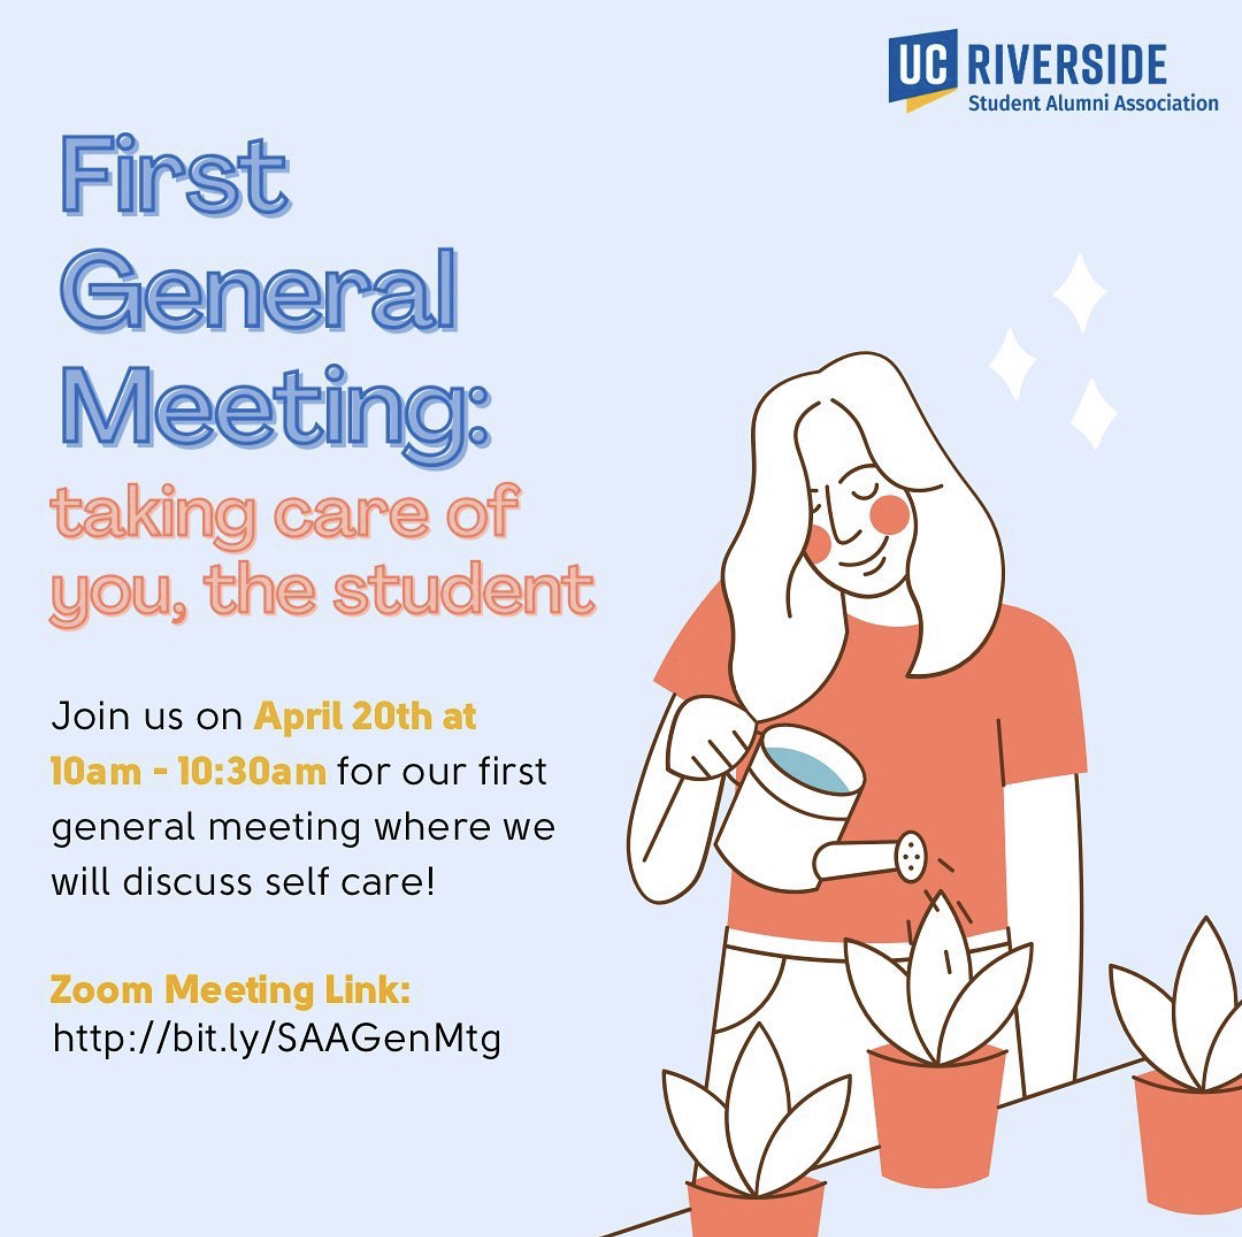 UC RIVERSIDE
Student Alumni Association
First
General
Meeting:
taking care of
you, the student
Join us on April 20th at
10am - 10:30am for our first
general meeting where we
will discuss self care!
Zoom Meeting Link:
http://bit.ly/SAAGenMtg